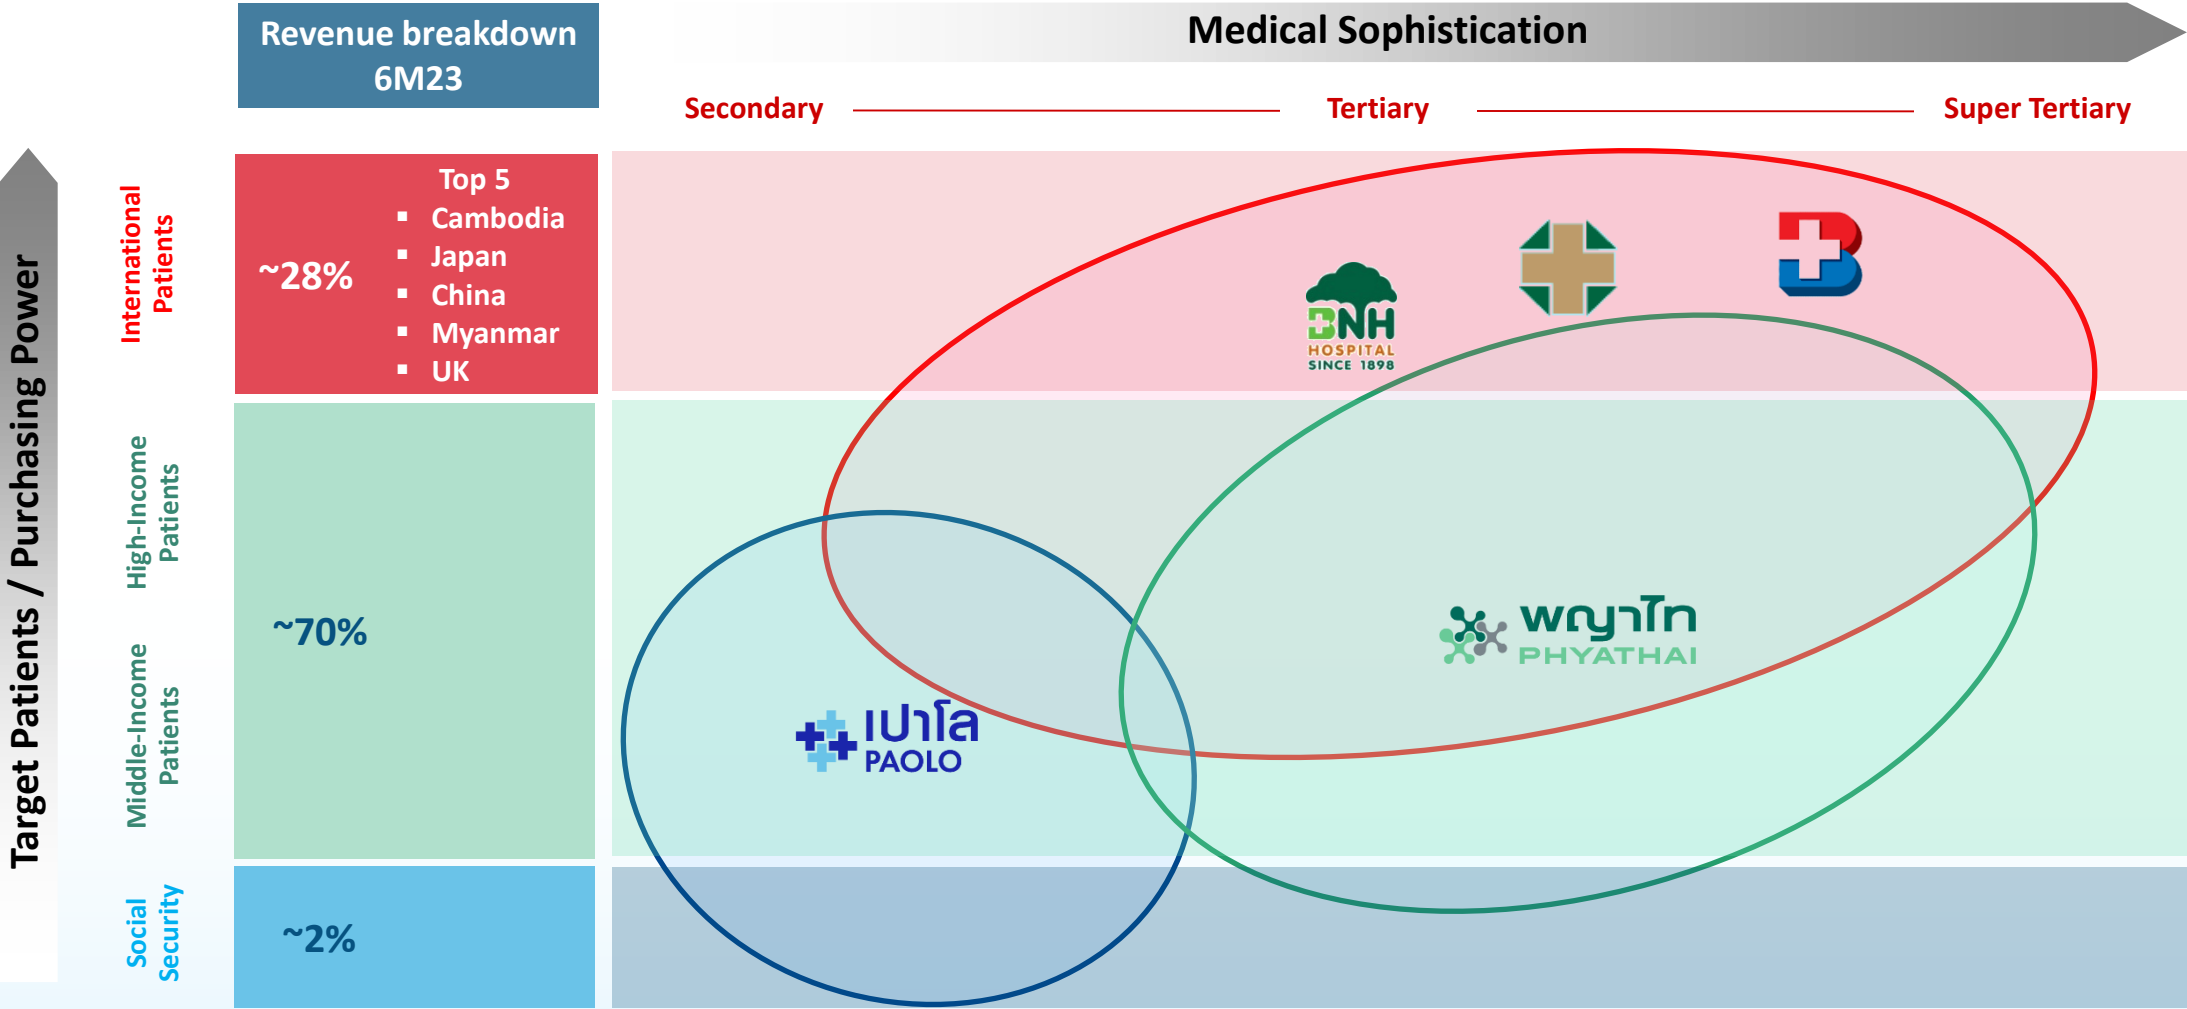 Revenue breakdown
6M23
Medical Sophistication
Secondary
Tertiary
Super Tertiary
Target Patients / Purchasing Power
International
Patients
~28%
Top 5
▪ Cambodia
▪ Japan
▪ China
▪ Myanmar
▪ UK
BNH
HOSPITAL
SINCE 1898
B
High-Income
Patients
Middle-Income
Patients
~70%
พญาไท
PHYATHAI
เปาโล
PAOLO
Social
Security
~2%